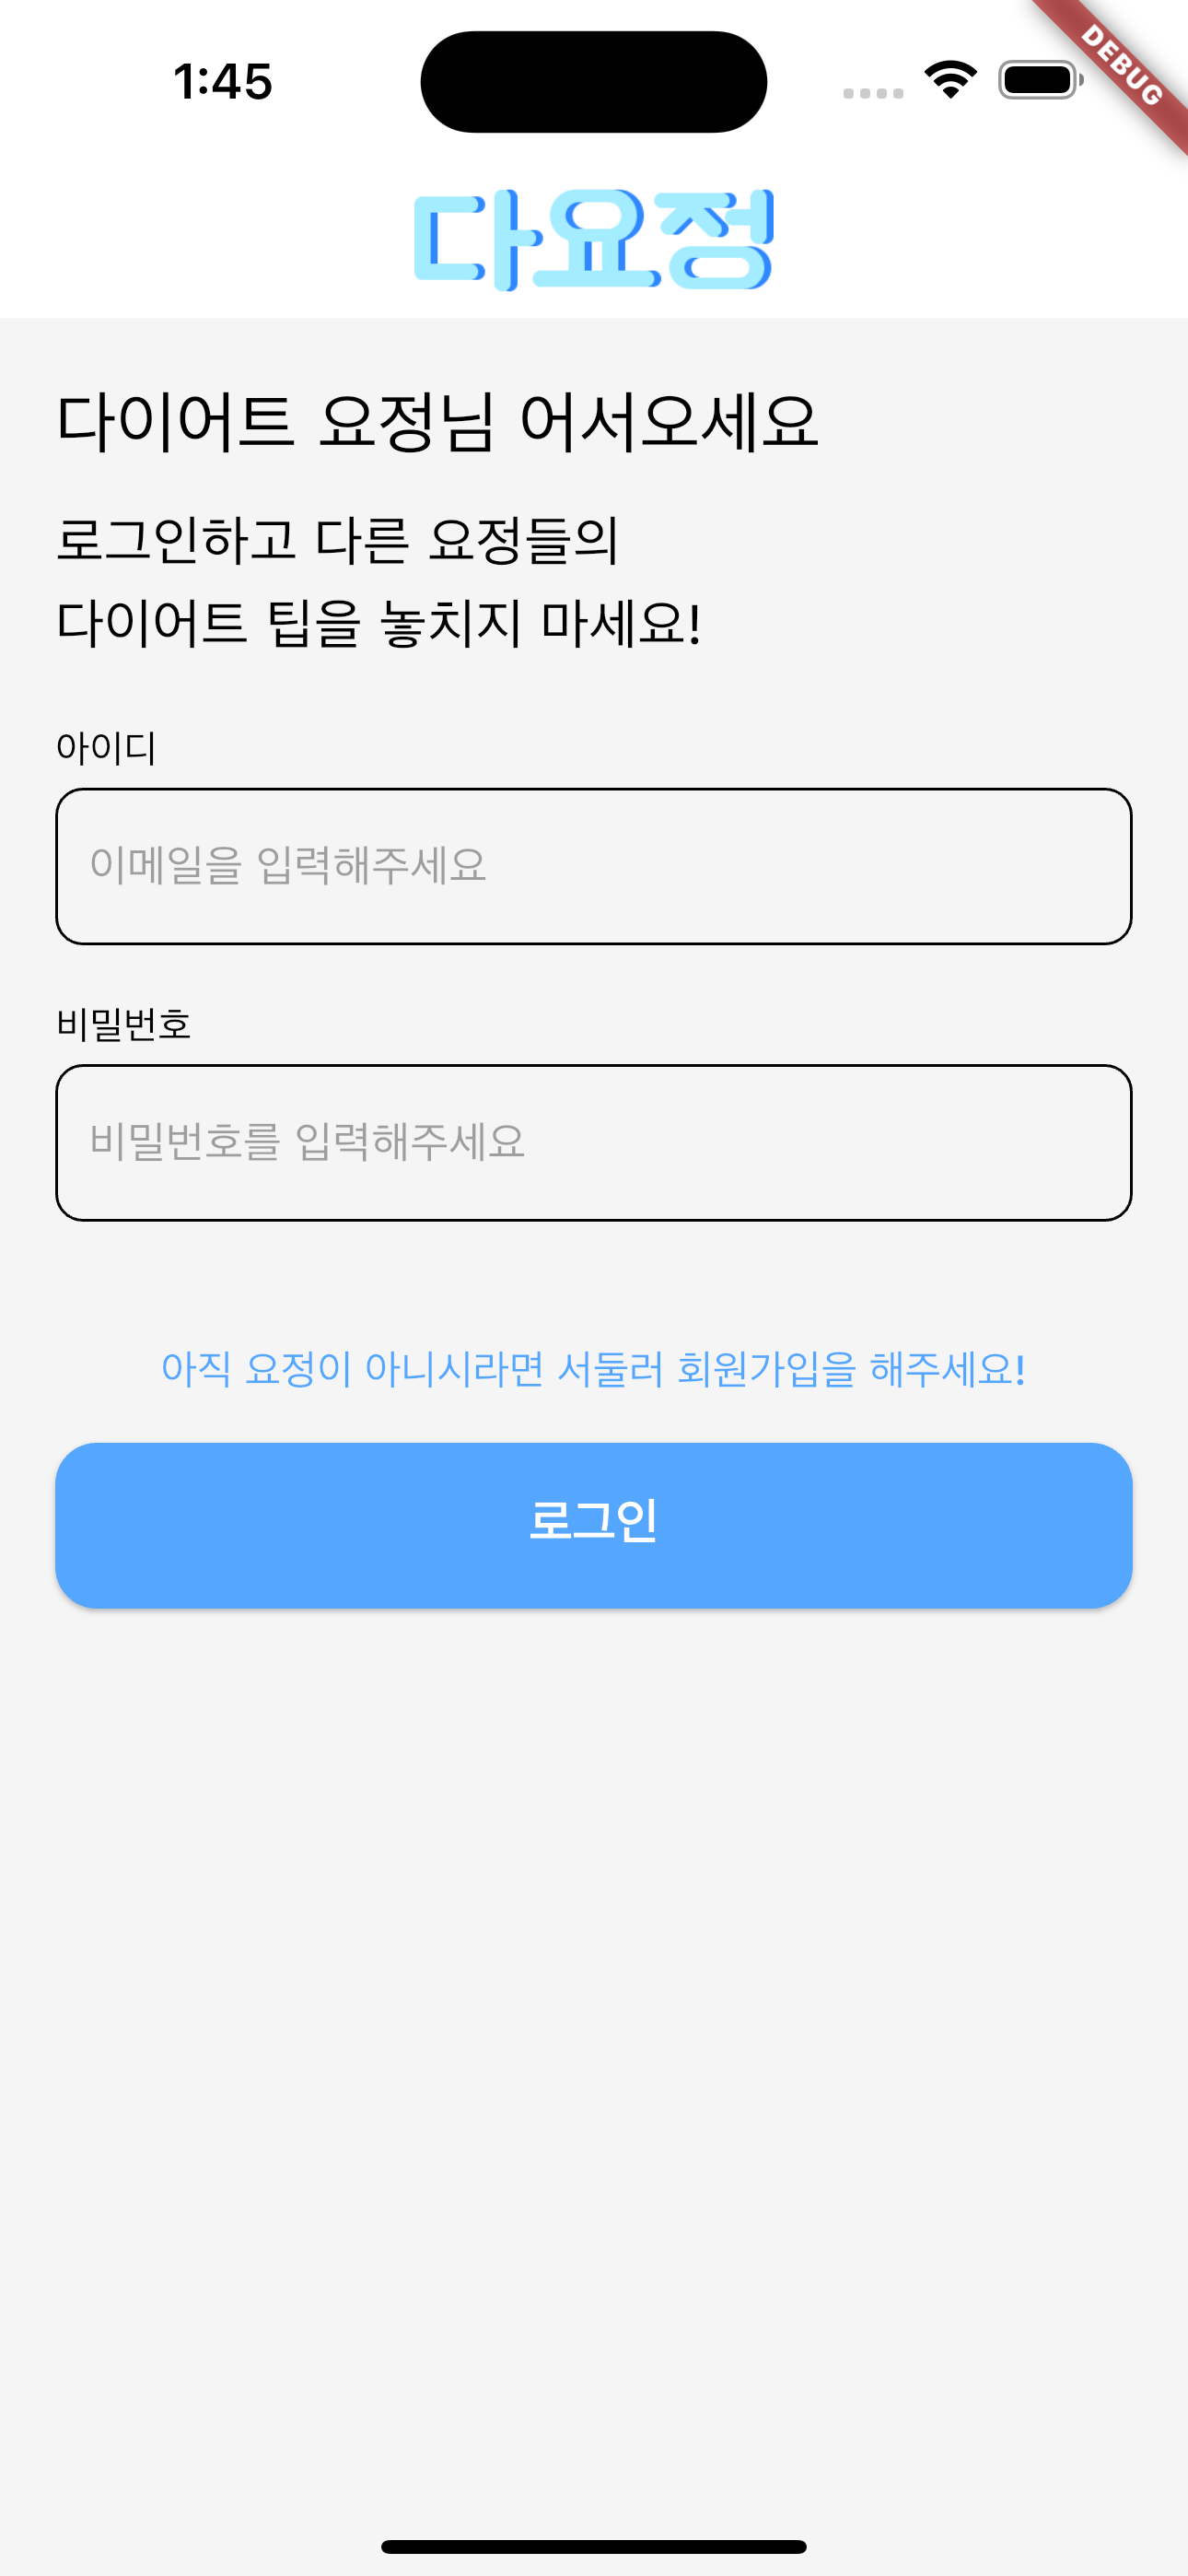 1:45
DEBUG
다요정
다이어트 요정님 어서오세요
로그인하고 다른 요정들의
다이어트 팁을 놓치지 마세요!
아이디
이메일을 입력해주세요
비밀번호
비밀번호를 입력해주세요
아직 요정이 아니시라면 서둘러 회원가입을 해주세요!
로그인